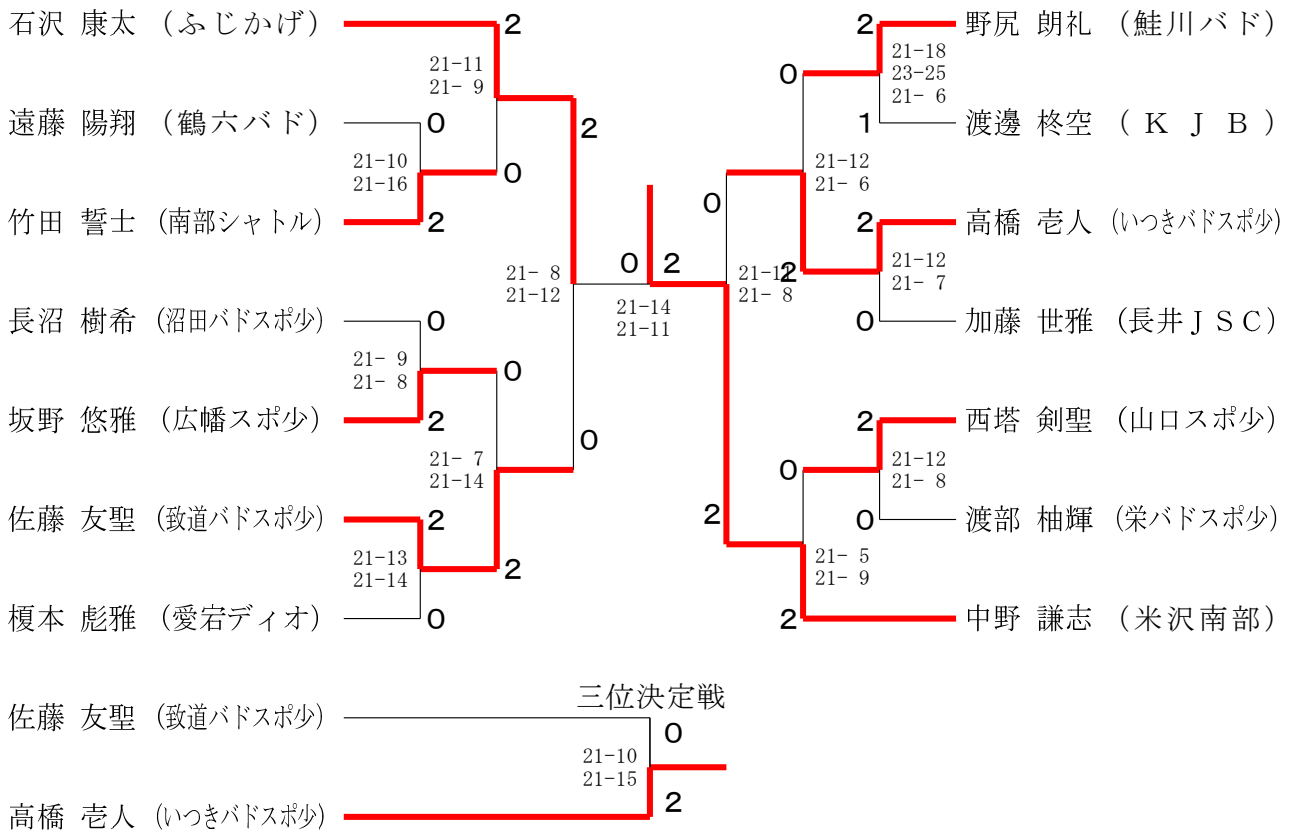 石沢 康太 (ふじかげ) 2
21-11
21- 9
遠藤 陽翔 (鶴六バド) 0
21-10
21-16
0
竹田 誓士 (南部シャトル) 2
2
21- 8
21-12
長沼 樹希 (沼田バドスポ少) 0
21- 9
21- 8
0
坂野 悠雅 (広幡スポ少) 2
21- 7
21-14
0
佐藤 友聖 (致道バドスポ少) 2
21-13
21-14
2
榎本 彪雅 (愛宕ディオ) 0
0 2
21-14
21-11
2 野尻 朗礼 (鮭川バド)
21-18
23-25
21- 6
0
1 渡邊 柊空 (KJB)
21-12
21- 6
0
2 高橋 壱人 (いつきバドスポ少)
21-12
21- 7
2
21- 8
0 加藤 世雅 (長井JSC)
2 西塔 剣聖 (山口スポ少)
21-12
21- 8
0
0 渡部 柚輝 (栄バドスポ少)
2
21- 5
21- 9
2 中野 謙志 (米沢南部)
三位決定戦
佐藤 友聖 (致道バドスポ少) 0
21-10
21-15
高橋 壱人 (いつきバドスポ少) 2